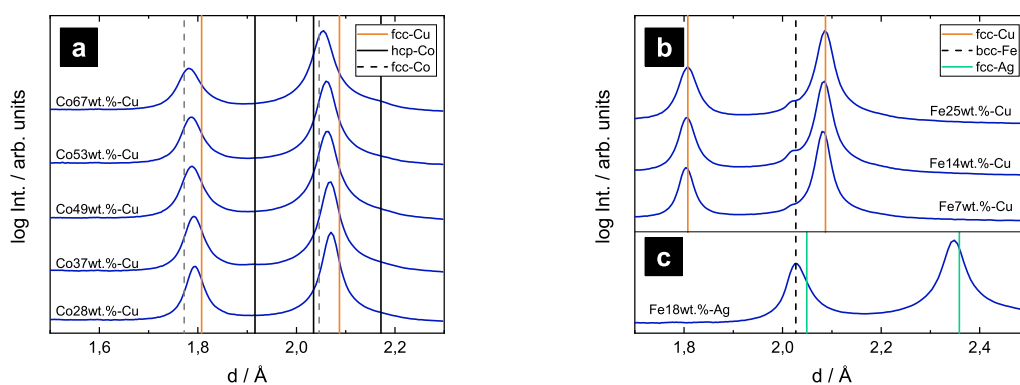 a
fcc-Cu
hcp-Co
fcc-Co
Co67wt.%-Cu
Co53wt.%-Cu
Co49wt.%-Cu
Co37wt.%-Cu
Co28wt.%-Cu
log Int. / arb. units
1,6
1,8
2,0
2,2
d / Å
b
fcc-Cu
bcc-Fe
fcc-Ag
Fe25wt.%-Cu
Fe14wt.%-Cu
Fe7wt.%-Cu
c
Fe18wt.%-Ag
log Int. / arb. units
1,8
2,0
2,2
2,4
d / Å